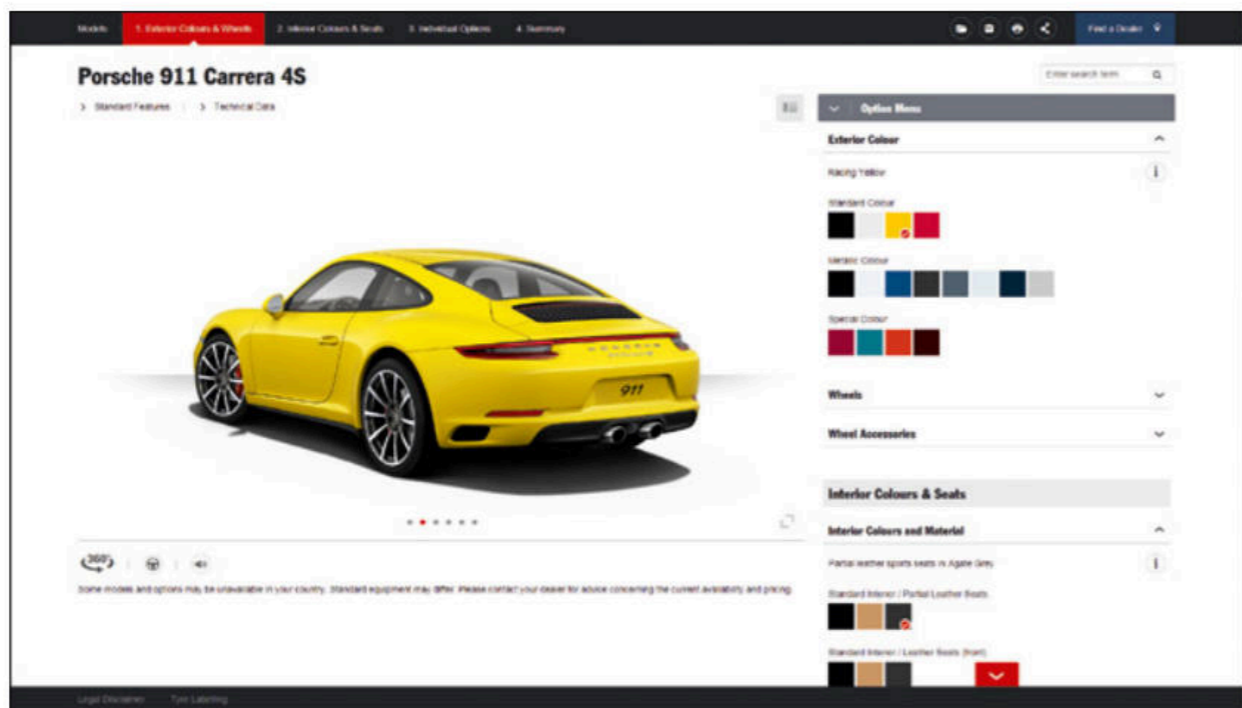 Models 1. Exterior Colours & Wheels 2. Interior Colours & Seats 3. Individual Options 4. Summary Find a Dealer
Porsche 911 Carrera 4S
Enter search term
Standard Features Technical Data
Option Menu
Exterior Colour
Racing Yellow
i
Standard Colour
Metallic Colour
Special Colour
PORSCHE
911
Wheels
Wheel Accessories
Interior Colours & Seats
Interior Colours and Material
360°
Partial leather sports seats in Agate Grey
i
Some models and options may be unavailable in your country. Standard equipment may differ. Please contact your dealer for advice concerning the current availability and pricing.
Standard Interior / Partial Leather Seats
Standard Interior / Leather Seats (front)
Legal Disclaimer Tyre Labelling